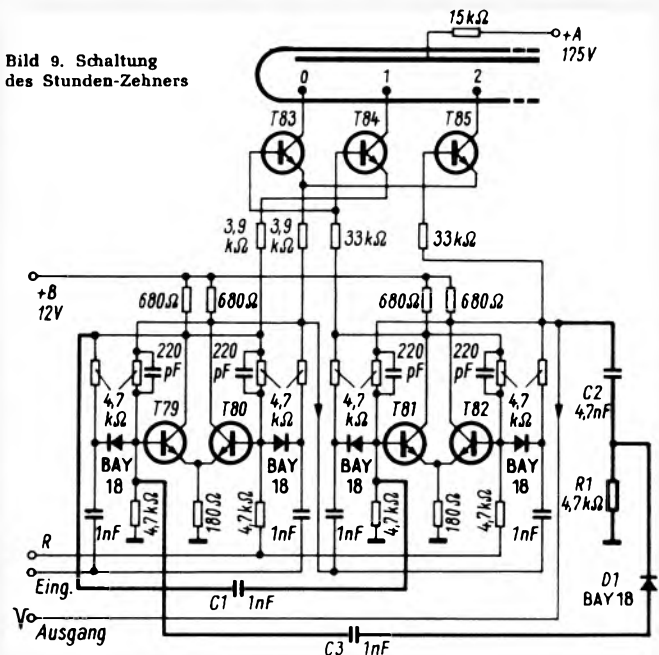 Bild 9. Schaltung
des Stunden-Zehners
15kΩ
+A
175V
0 1 2
T83 T84 T85
3,9
kΩ
3,9
kΩ
33kΩ
33kΩ
+B
12V
680Ω 680Ω 680Ω 680Ω
220
pF
220
pF
220
pF
220
pF
C2
4,7nF
4,7
kΩ
4,7
kΩ
4,7
kΩ
4,7
kΩ
T79 T80 T81 T82
BAY
18
BAY
18
BAY
18
BAY
18
R1
4,7kΩ
1nF 4,7kΩ 180Ω 4,7kΩ 1nF 1nF 4,7kΩ 180Ω 4,7kΩ 1nF
R
Eing.
C1 1nF
D1
BAY 18
V
Ausgang
C3 1nF